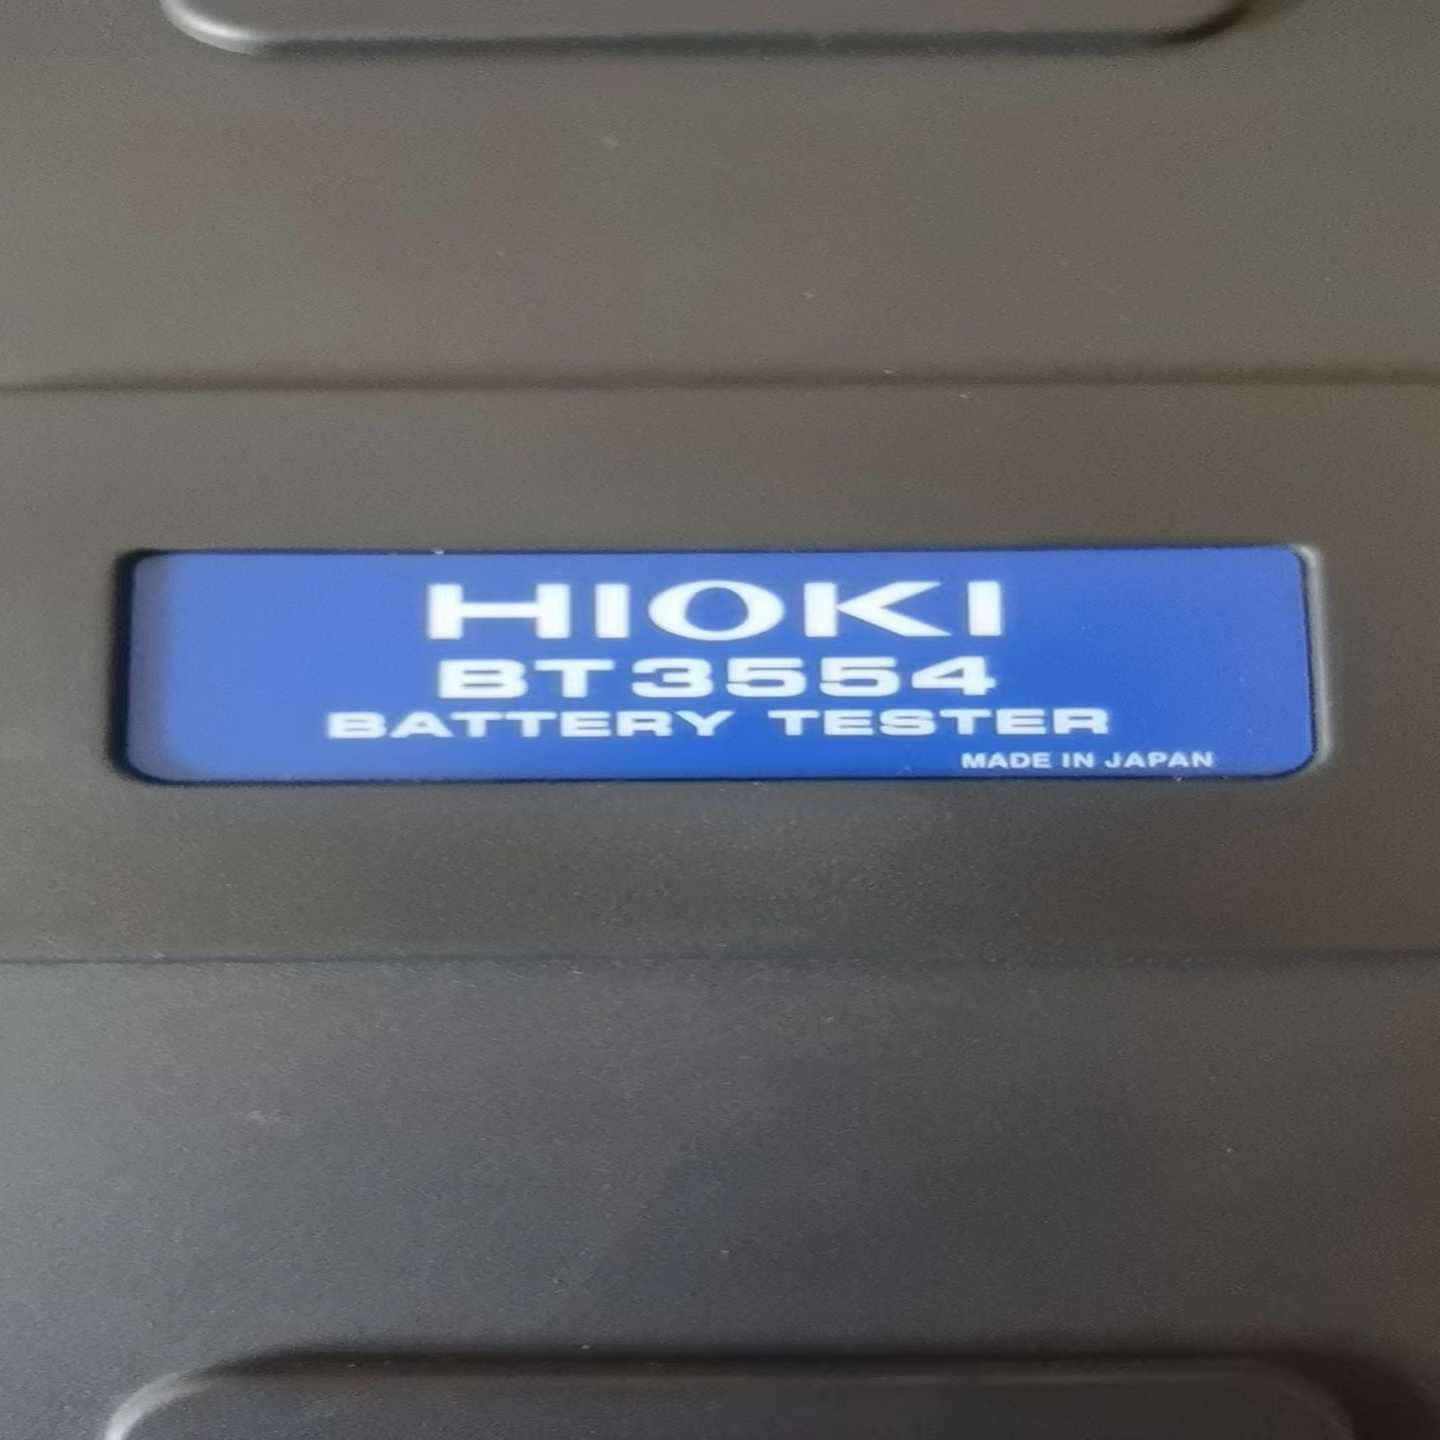 HIOKI
BT3554
BATTERY TESTER
MADE IN JAPAN